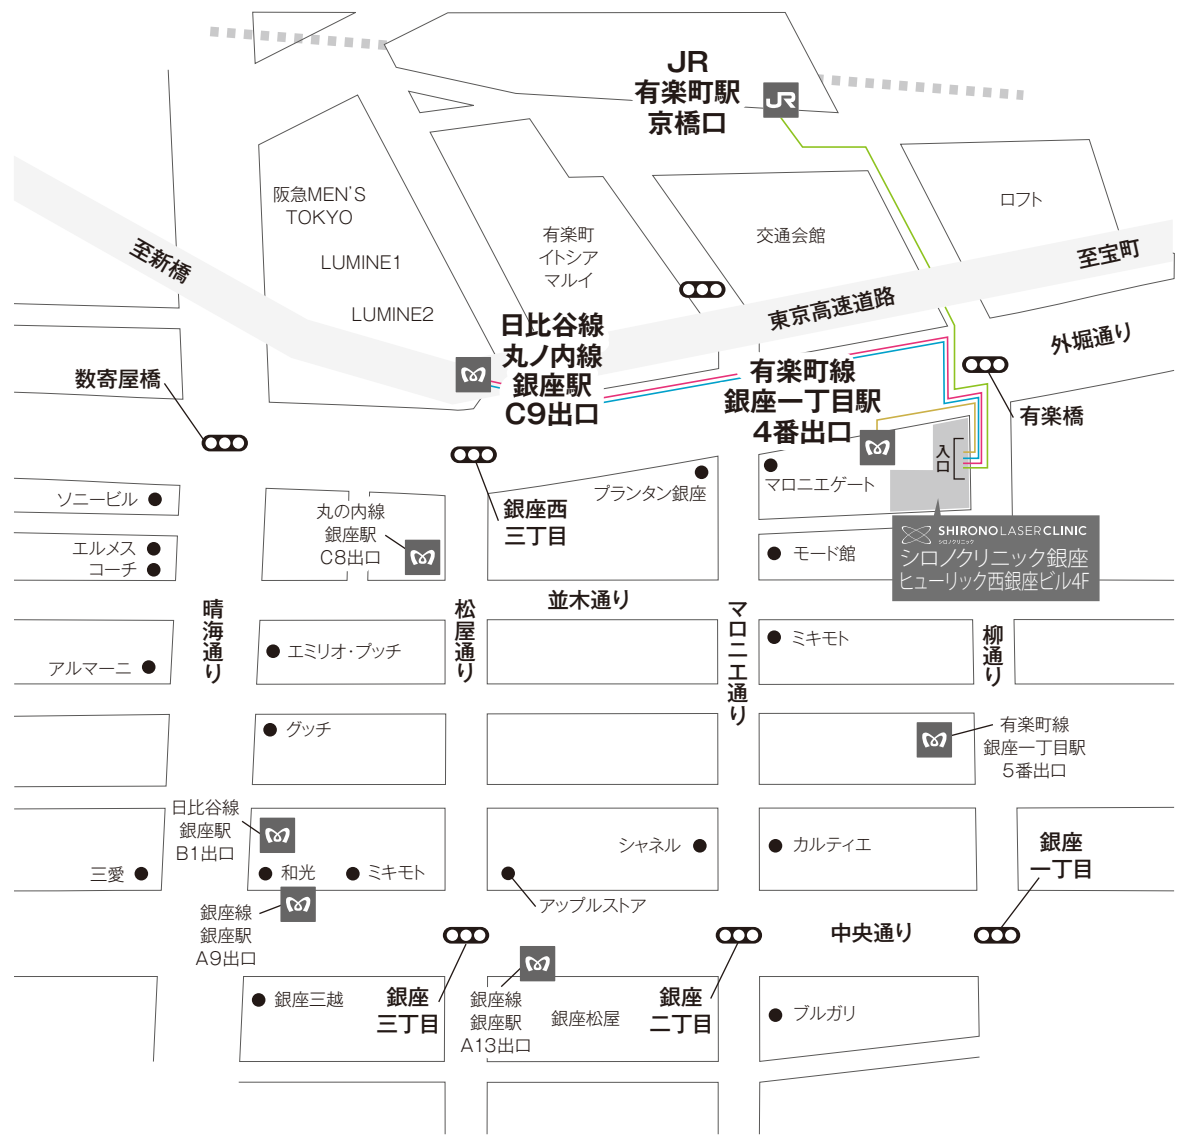 JR
有楽町駅
京橋口
JR
阪急MEN'S
TOKYO
LUMINE1
LUMINE2
有楽町
イトシア
マルイ
交通会館
ロフト
至新橋
至宝町
東京高速道路
外堀通り
日比谷線
丸ノ内線
銀座駅
C9出口
有楽町線
銀座一丁目駅
4番出口
数寄屋橋
有楽橋
入口
ソニービル
エルメス
コーチ
丸の内線
銀座駅
C8出口
銀座西
三丁目
プランタン銀座
マロニエゲート
モード館
SHIRONO LASER CLINIC
シロノクリニック
シロノクリニック銀座
ヒューリック西銀座ビル4F
並木通り
晴海通り
松屋通り
マロニエ通り
柳通り
アルマーニ
エミリオ・プッチ
ミキモト
グッチ
有楽町線
銀座一丁目駅
5番出口
日比谷線
銀座駅
B1出口
三愛
和光
ミキモト
シャネル
カルティエ
銀座
一丁目
アップルストア
銀座線
銀座駅
A9出口
中央通り
銀座三越
銀座
三丁目
銀座線
銀座駅
A13出口
銀座松屋
銀座
二丁目
ブルガリ